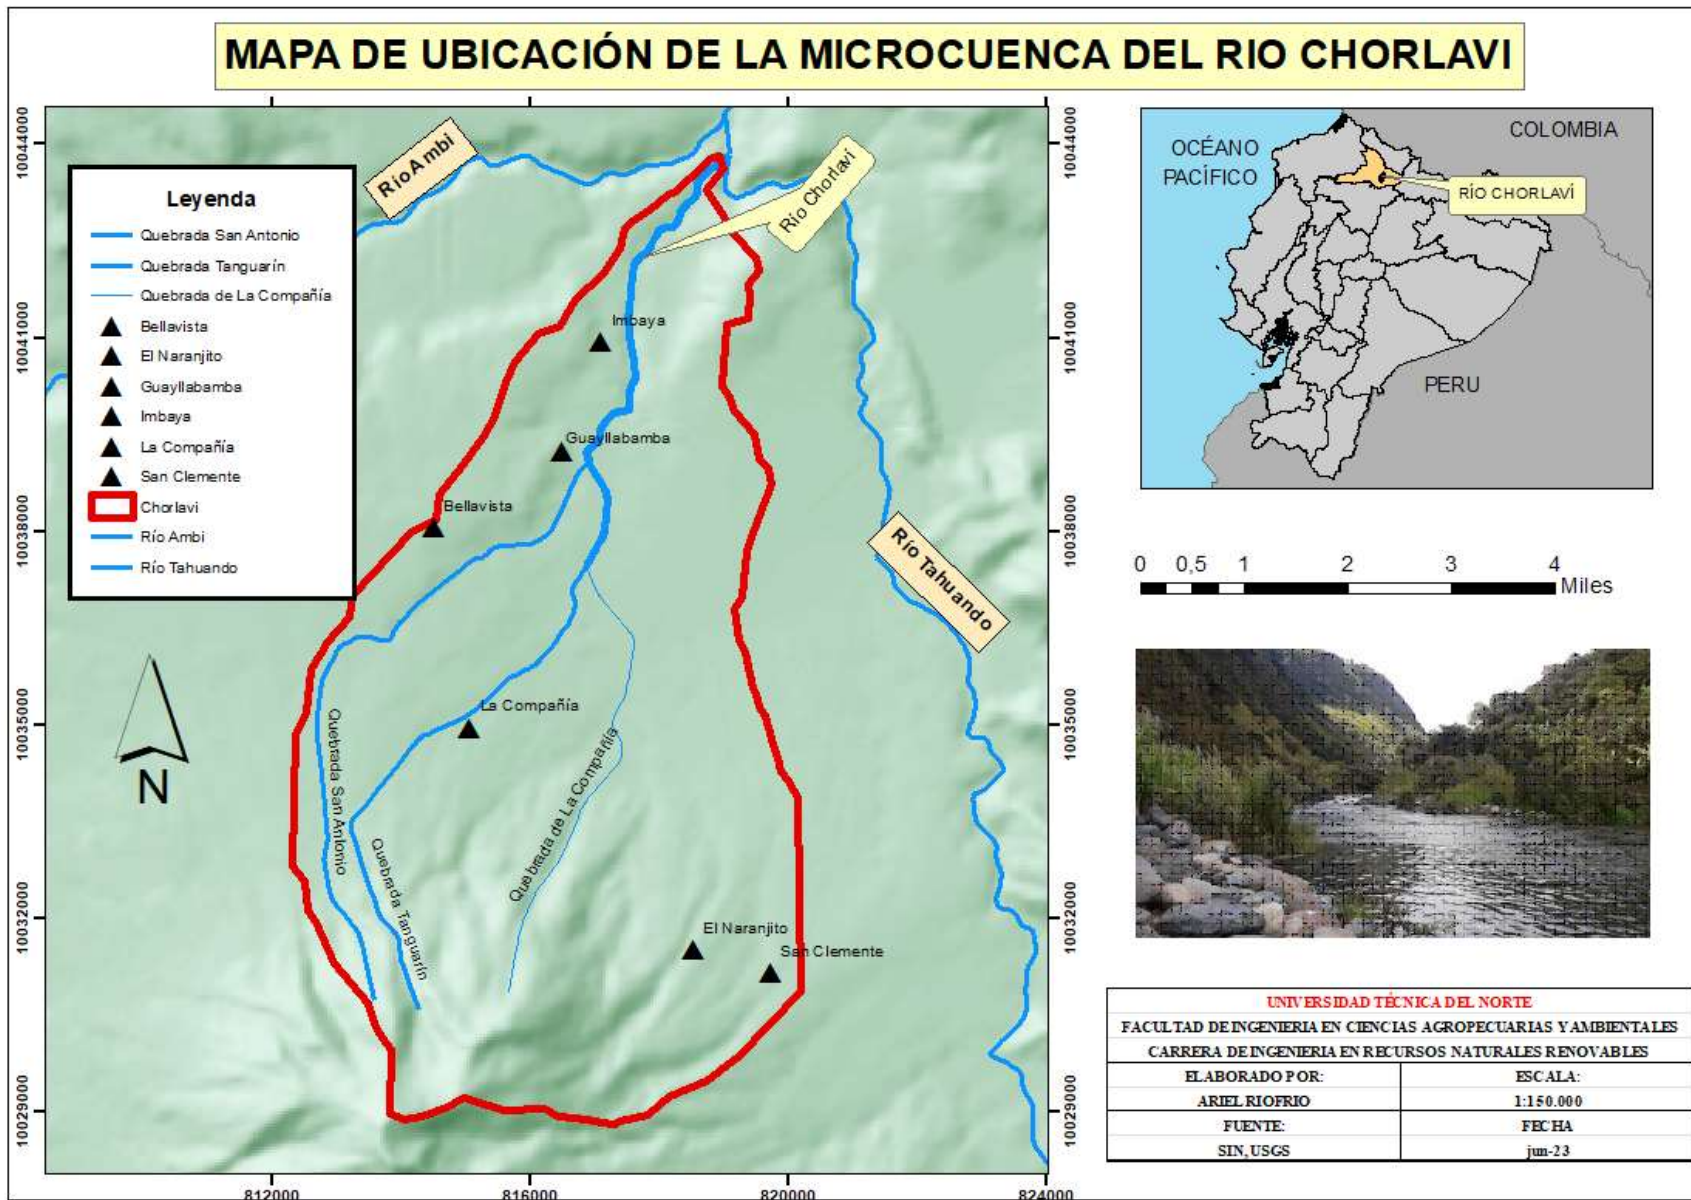 MAPA DE UBICACIÓN DE LA MICROCUENCA DEL RIO CHORLAVI
Leyenda
Quebrada San Antonio
Quebrada Tanguarín
Quebrada de La Compañía
Bellavista
El Naranjito
Guayllabamba
Imbaya
La Compañía
San Clemente
Chorlavi
Río Ambi
Río Tahuando
N
Río Ambi
Río Chorlaví
Imbaya
Guayllabamba
Bellavista
Río Tahuando
La Compañía
Quebrada San Antonio
Quebrada Tanguarín
Quebrada de La Compañía
El Naranjito
San Clemente
10044000
10041000
10038000
10035000
10032000
10029000
10044000
10041000
10038000
10035000
10032000
10029000
812000 816000 820000 824000
OCÉANO
PACÍFICO
COLOMBIA
RÍO CHORLAVÍ
PERU
0 0,5 1 2 4
Miles
UNIVERSIDAD TÉCNICA DEL NORTE
FACULTAD DE INGENIERIA EN CIENCIAS AGROPECUARIAS Y AMBIENTALES
CARRERA DE INGENIERIA EN RECURSOS NATURALES RENOVABLES
ELABORADO POR: ESCALA:
ARIEL RIOFRIO 1:150.000
FUENTE: FECHA
SIN, USGS jun-23